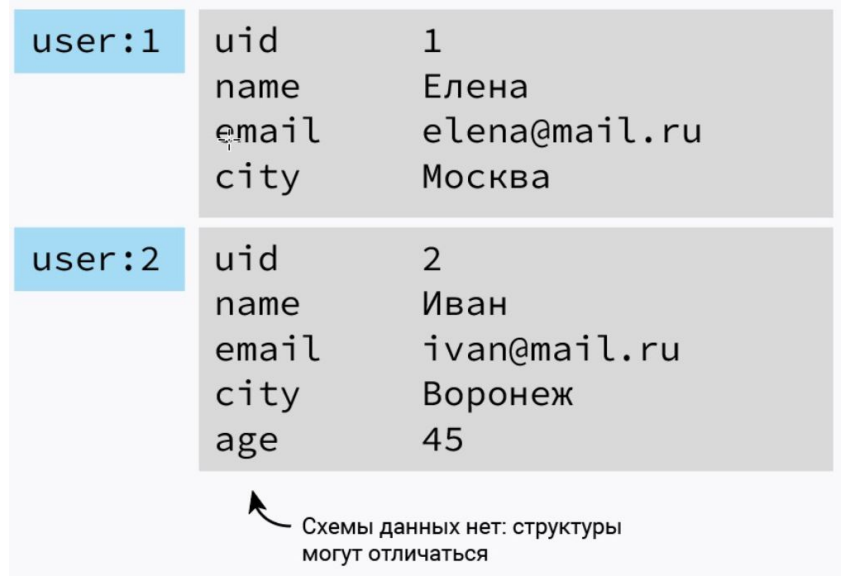 user:1 uid 1
name Елена
email elena@mail.ru
city Москва
user:2 uid 2
name Иван
email ivan@mail.ru
city Воронеж
age 45
Схемы данных нет: структуры
могут отличаться